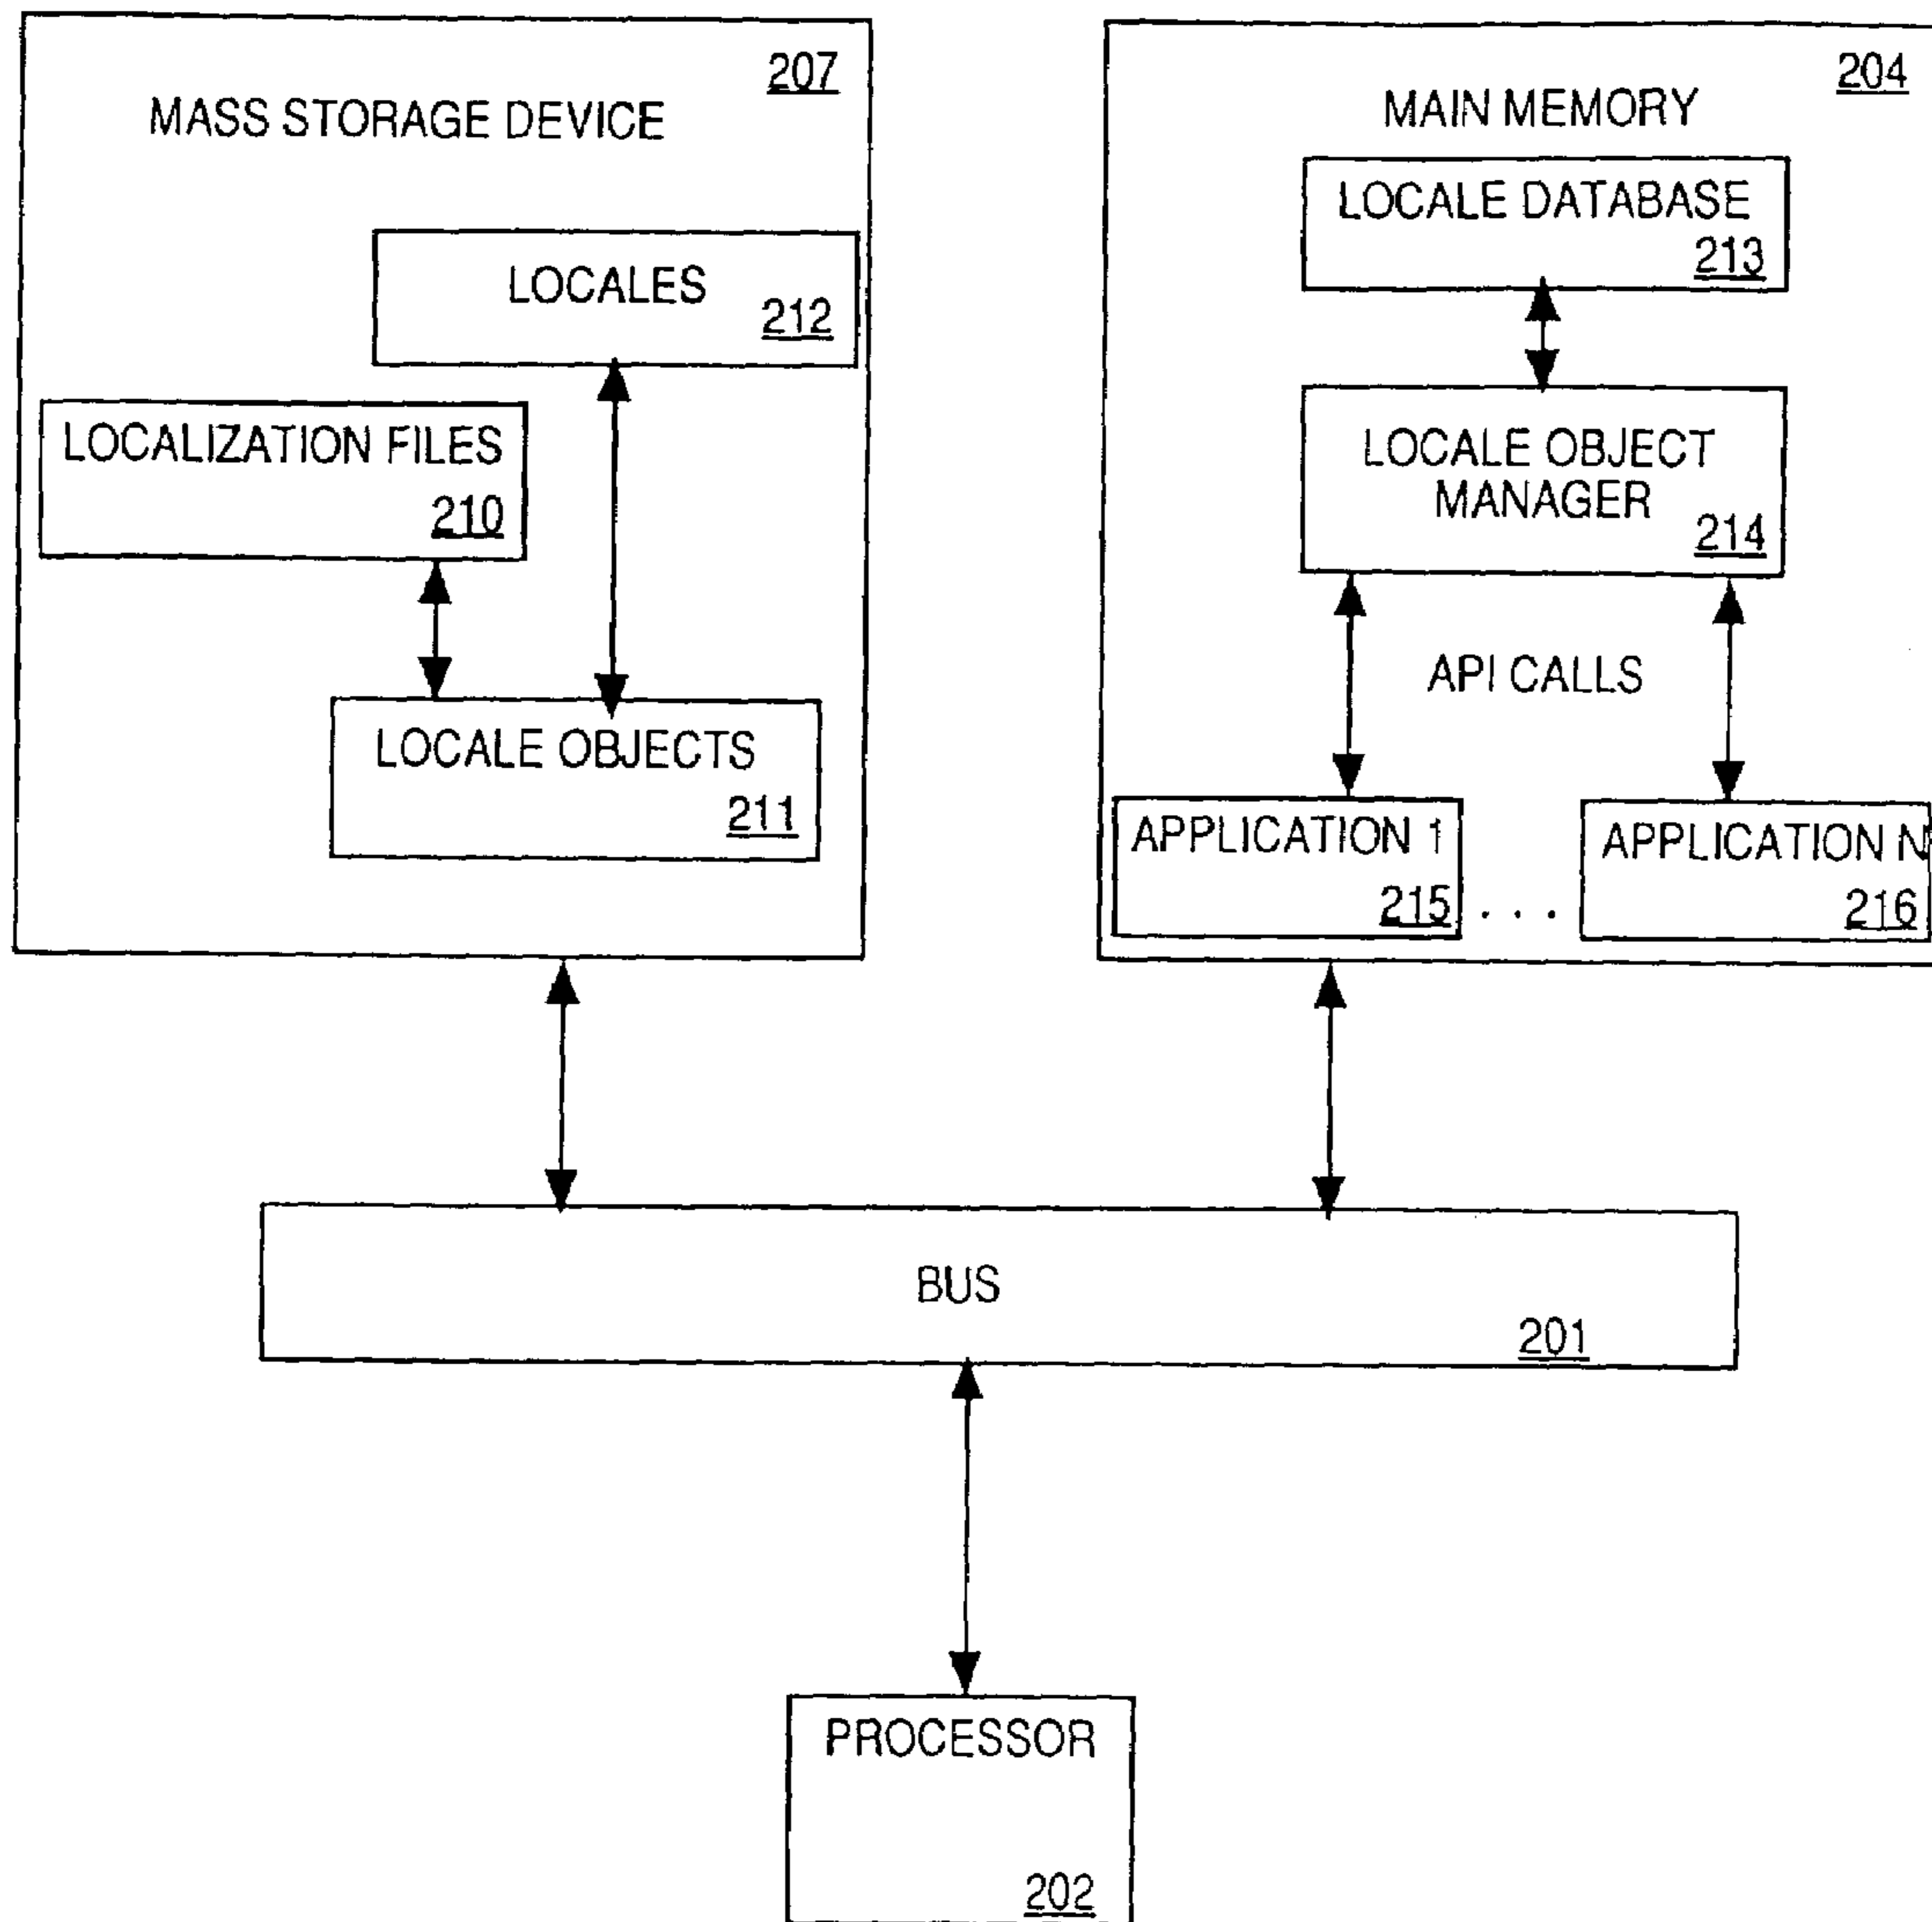 207
MASS STORAGE DEVICE
LOCALES
212
LOCALIZATION FILES
210
LOCALE OBJECTS
211
204
MAIN MEMORY
LOCALE DATABASE
213
LOCALE OBJECT
MANAGER
214
API CALLS
APPLICATION 1
215
. . .
APPLICATION N
216
BUS
201
PROCESSOR
202